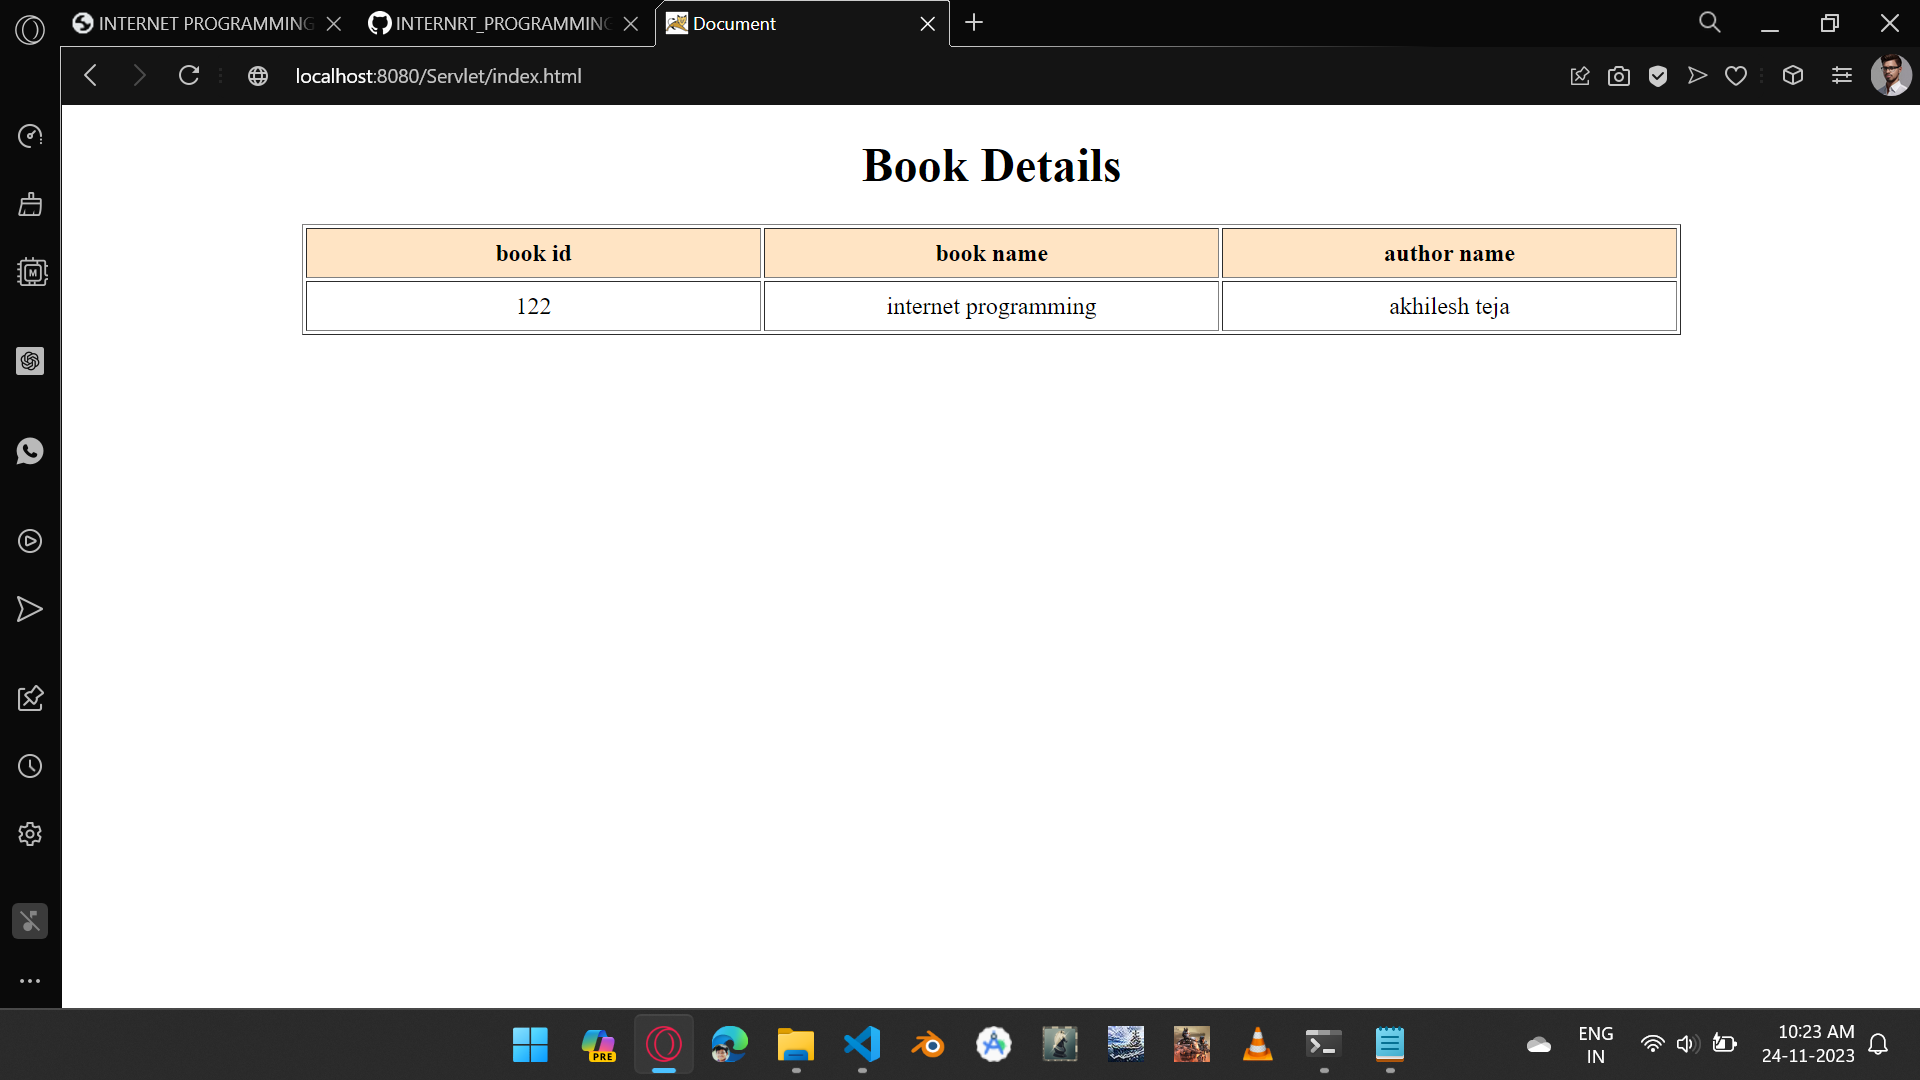 INTERNET PROGRAMMING
INTERNRT_PROGRAMMING
Document
localhost:8080/Servlet/index.html
Book Details
book id book name author name
122 internet programming akhilesh teja
M
PRE
ENG
IN
10:23 AM
24-11-2023